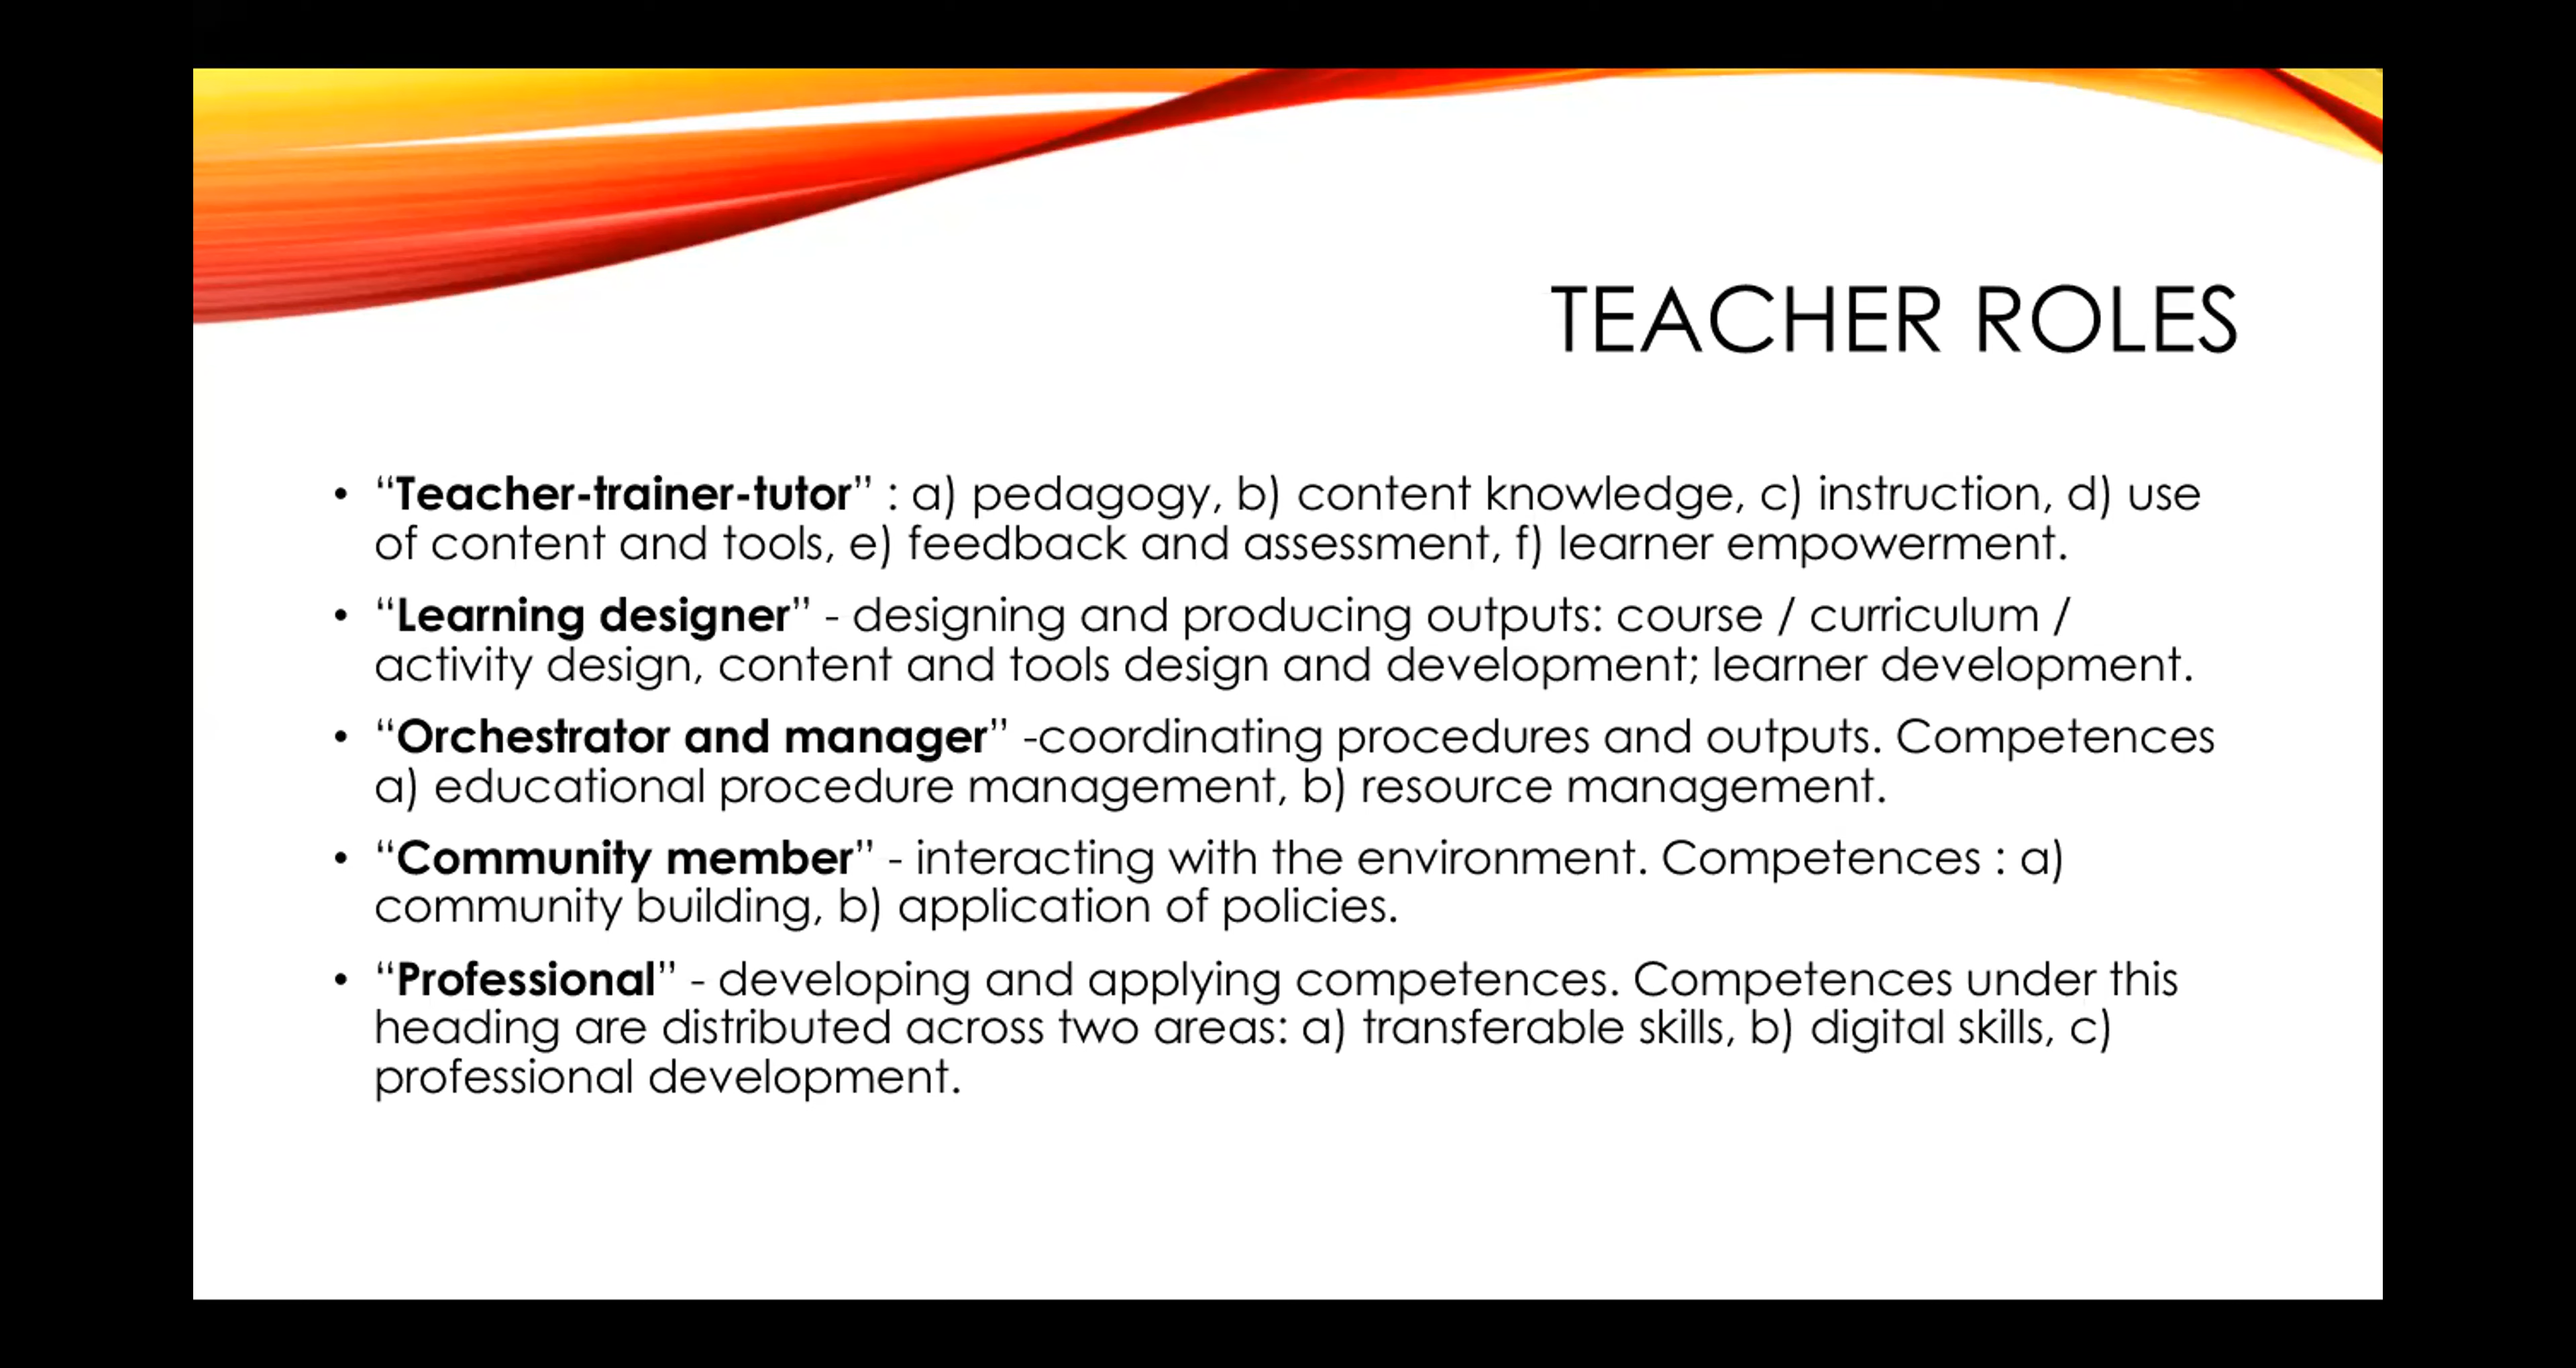 TEACHER ROLES
• “Teacher-trainer-tutor” : a) pedagogy, b) content knowledge, c) instruction, d) use
of content and tools, e) feedback and assessment, f) learner empowerment.
• “Learning designer” - designing and producing outputs: course / curriculum /
activity design, content and tools design and development; learner development.
• “Orchestrator and manager” -coordinating procedures and outputs. Competences
a) educational procedure management, b) resource management.
• “Community member” - interacting with the environment. Competences : a)
community building, b) application of policies.
• “Professional” - developing and applying competences. Competences under this
heading are distributed across two areas: a) transferable skills, b) digital skills, c)
professional development.